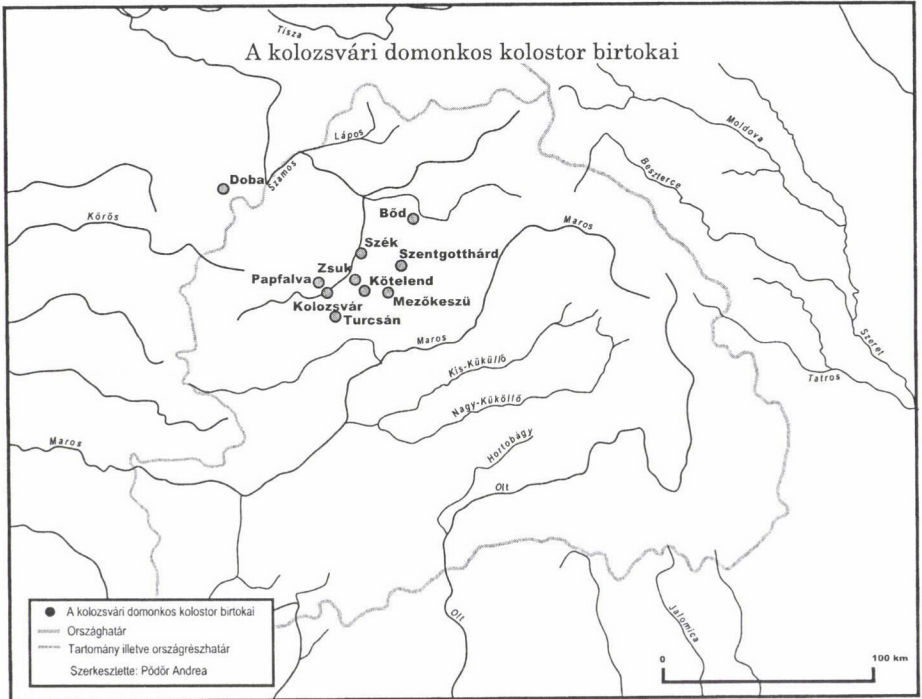 Tisza
A kolozsvári domonkos kolostor birtokai
Lápos
Moldova
Szamos
Doba
Beszterce
Bőd
Maros
Körös
Szék
Szentgotthárd
Zsuk
Papfalva
Kötelend
Kolozsvár
Mezőkeszü
Turcsán
Maros
Szeret
Kis-Küküllő
Tatros
Nagy-Küküllő
Maros
Hortobágy
Olt
A kolozsvári domonkos kolostor birtokai
Országhatár
Tartomány illetve országrészhatár
Szerkesztette: Pödör Andrea
Olt
Jalomica
0 100 km